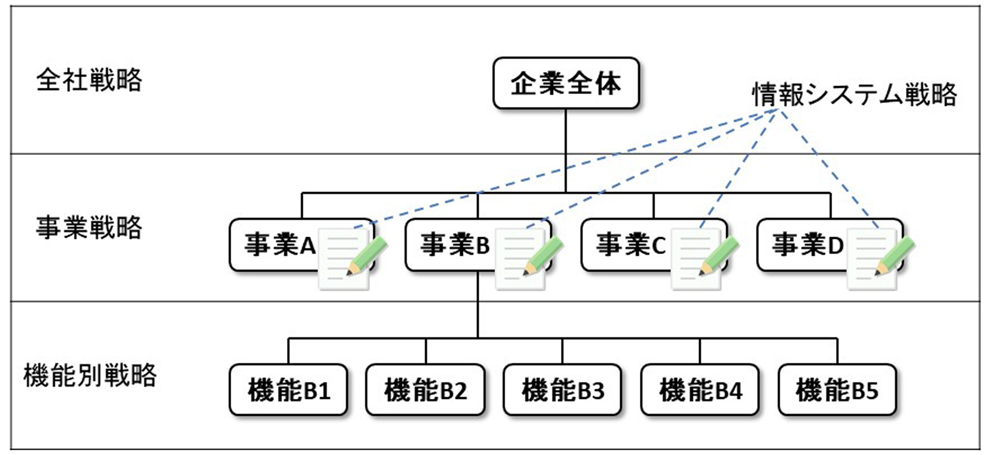 全社戦略
企業全体
情報システム戦略
事業戦略
事業A
事業B
事業C
事業D
機能別戦略
機能B1
機能B2
機能B3
機能B4
機能B5